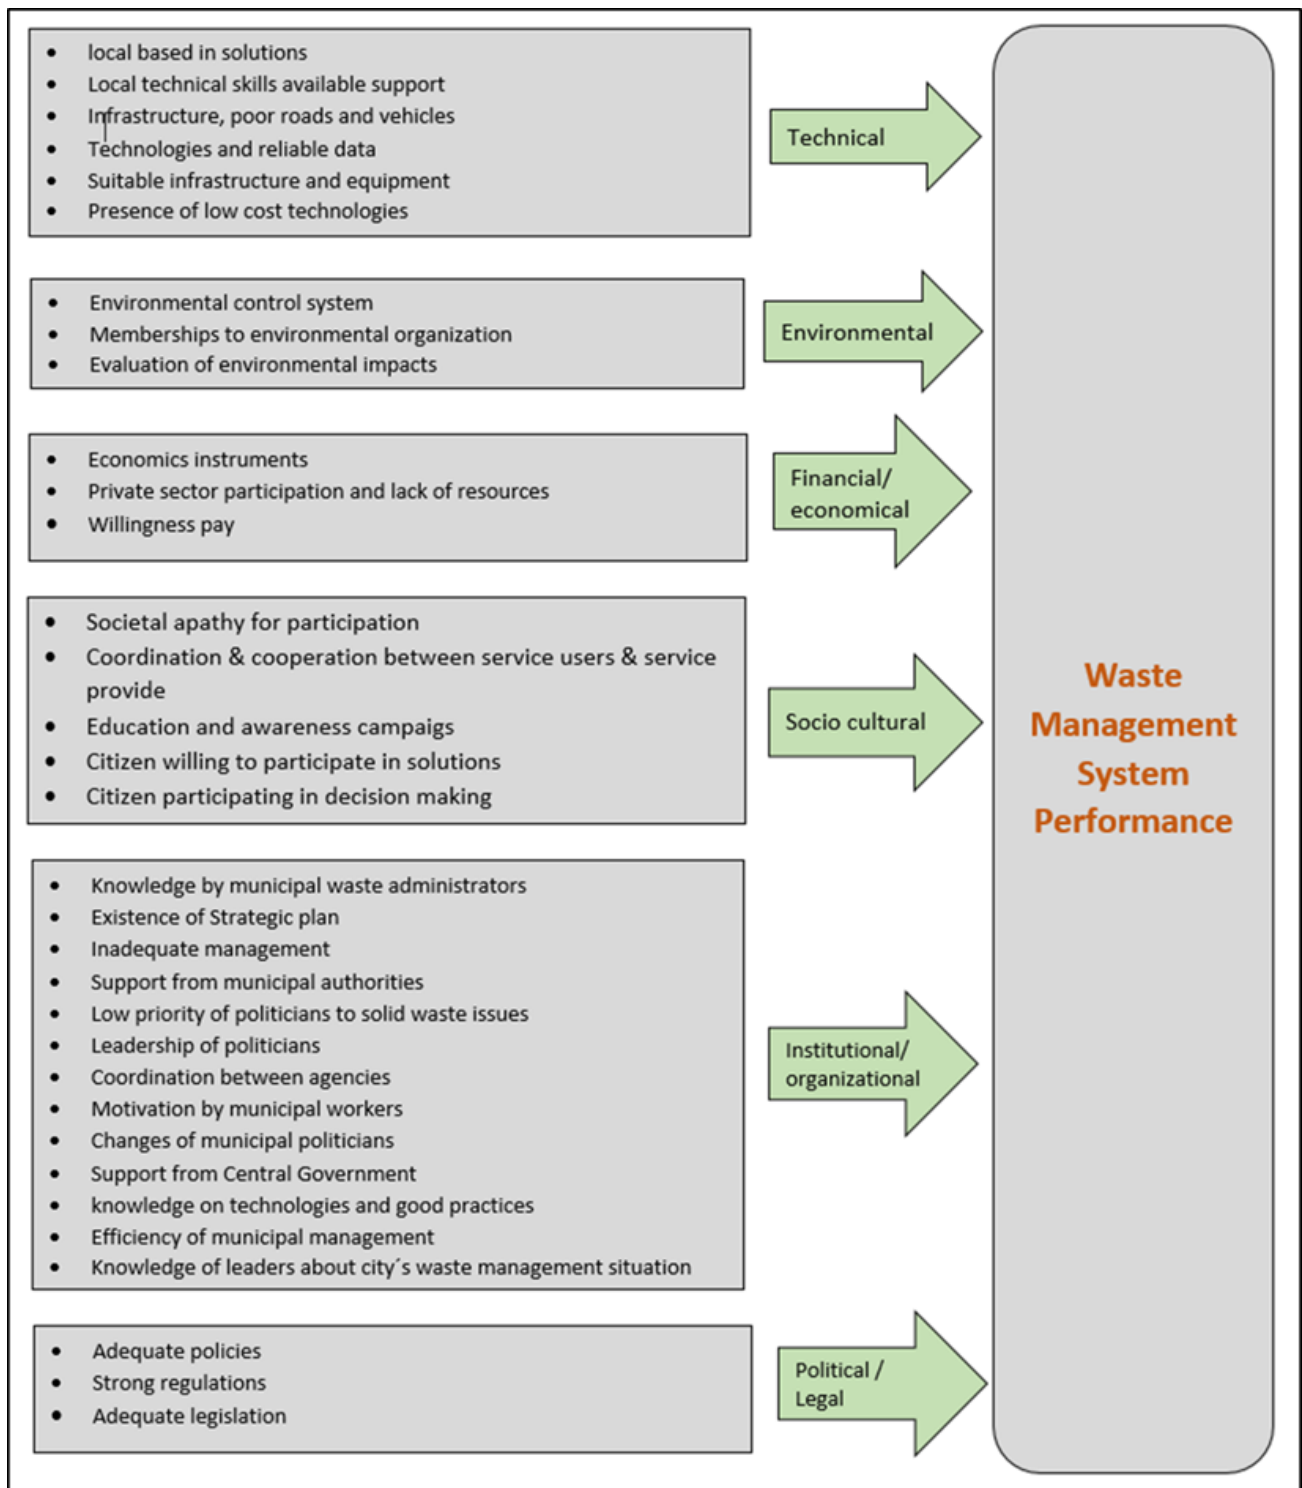 local based in solutions
Local technical skills available support
Infrastructure, poor roads and vehicles
Technologies and reliable data
Suitable infrastructure and equipment
Presence of low cost technologies
Technical
Environmental control system
Memberships to environmental organization
Evaluation of environmental impacts
Environmental
Economics instruments
Private sector participation and lack of resources
Willingness pay
Financial/
economical
Societal apathy for participation
Coordination & cooperation between service users & service
provide
Education and awareness campaigs
Citizen willing to participate in solutions
Citizen participating in decision making
Socio cultural
Knowledge by municipal waste administrators
Existence of Strategic plan
Inadequate management
Support from municipal authorities
Low priority of politicians to solid waste issues
Leadership of politicians
Coordination between agencies
Motivation by municipal workers
Changes of municipal politicians
Support from Central Government
knowledge on technologies and good practices
Efficiency of municipal management
Knowledge of leaders about city´s waste management situation
Institutional/
organizational
Adequate policies
Strong regulations
Adequate legislation
Political /
Legal
Waste
Management
System
Performance